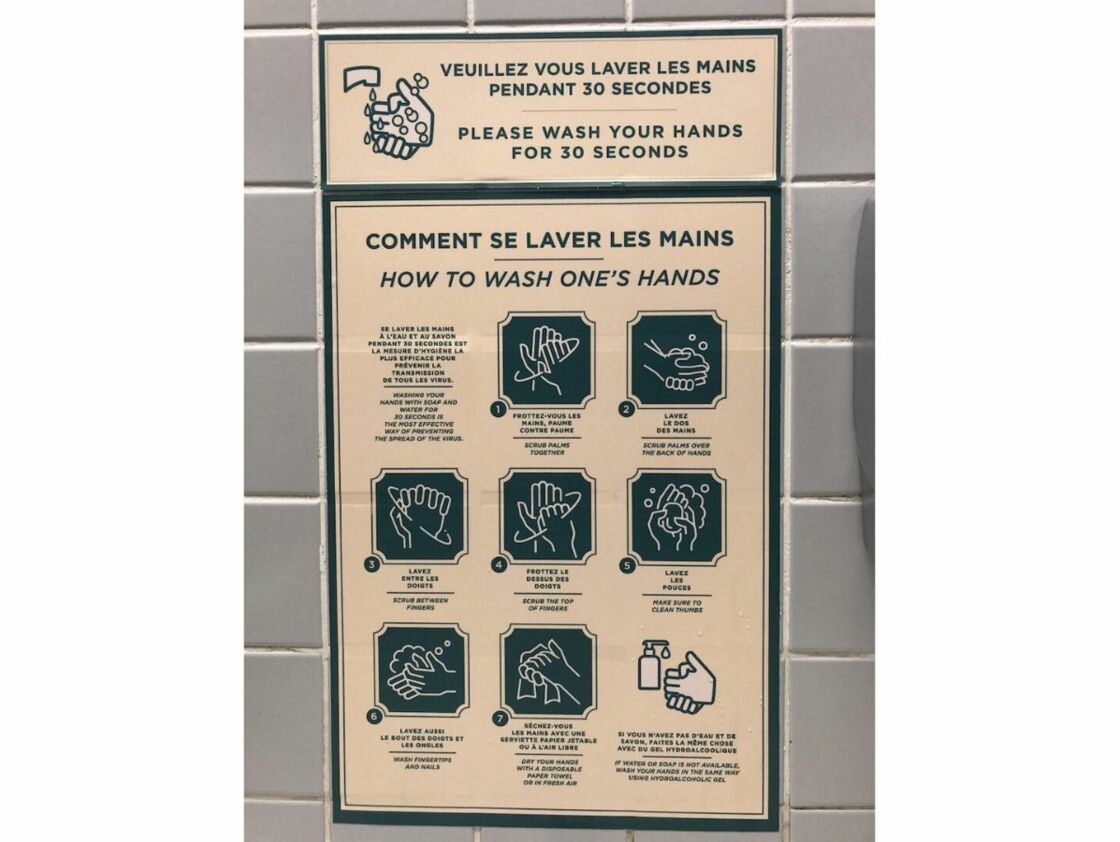 VEUILLEZ VOUS LAVER LES MAINS
PENDANT 30 SECONDES
PLEASE WASH YOUR HANDS
FOR 30 SECONDS
COMMENT SE LAVER LES MAINS
HOW TO WASH ONE'S HANDS
SE LAVER LES MAINS
À L'EAU ET AU SAVON
PENDANT 30 SECONDES EST
LA MESURE D'HYGIÈNE LA
PLUS EFFICACE POUR
PRÉVENIR LA
TRANSMISSION
DE TOUS LES VIRUS.
WASHING YOUR
HANDS WITH SOAP AND
WATER FOR
30 SECONDS IS
THE MOST EFFECTIVE
WAY OF PREVENTING
THE SPREAD OF THE VIRUS.
1
FROTTEZ-VOUS LES
MAINS, PAUME
CONTRE PAUME
SCRUB PALMS
TOGETHER
2
LAVEZ
LE DOS
DES MAINS
SCRUB PALMS OVER
THE BACK OF HANDS
3
LAVEZ
ENTRE LES
DOIGTS
SCRUB BETWEEN
FINGERS
4
FROTTEZ LE
DESSUS DES
DOIGTS
SCRUB THE TOP
OF FINGERS
5
LAVEZ
LES
POUCES
MAKE SURE TO
CLEAN THUMBS
6
LAVEZ AUSSI
LE BOUT DES DOIGTS ET
LES ONGLES
WASH FINGERTIPS
AND NAILS
7
SÉCHEZ-VOUS
LES MAINS AVEC UNE
SERVIETTE PAPIER JETABLE
OU À L'AIR LIBRE
DRY YOUR HANDS
WITH A DISPOSABLE
PAPER TOWEL
OR IN FRESH AIR
SI VOUS N'AVEZ PAS D'EAU ET DE
SAVON, FAITES LA MÊME CHOSE
AVEC DU GEL HYDROALCOOLIQUE
IF WATER OR SOAP IS NOT AVAILABLE,
WASH YOUR HANDS IN THE SAME WAY
USING HYDROALCOHOLIC GEL